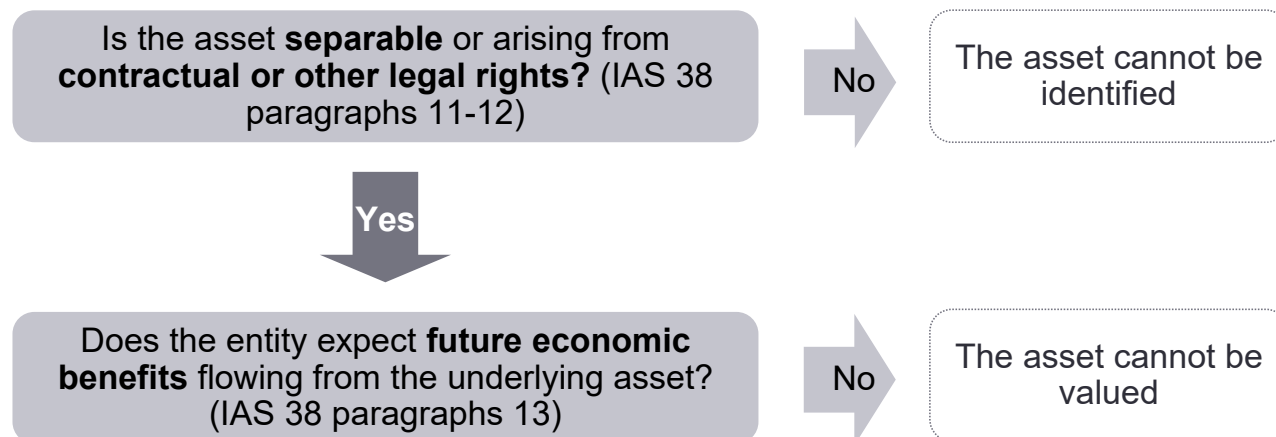 Is the asset separable or arising from
contractual or other legal rights? (IAS 38
paragraphs 11-12)
No
The asset cannot be
identified
Yes
Does the entity expect future economic
benefits flowing from the underlying asset?
(IAS 38 paragraphs 13)
No
The asset cannot be
valued